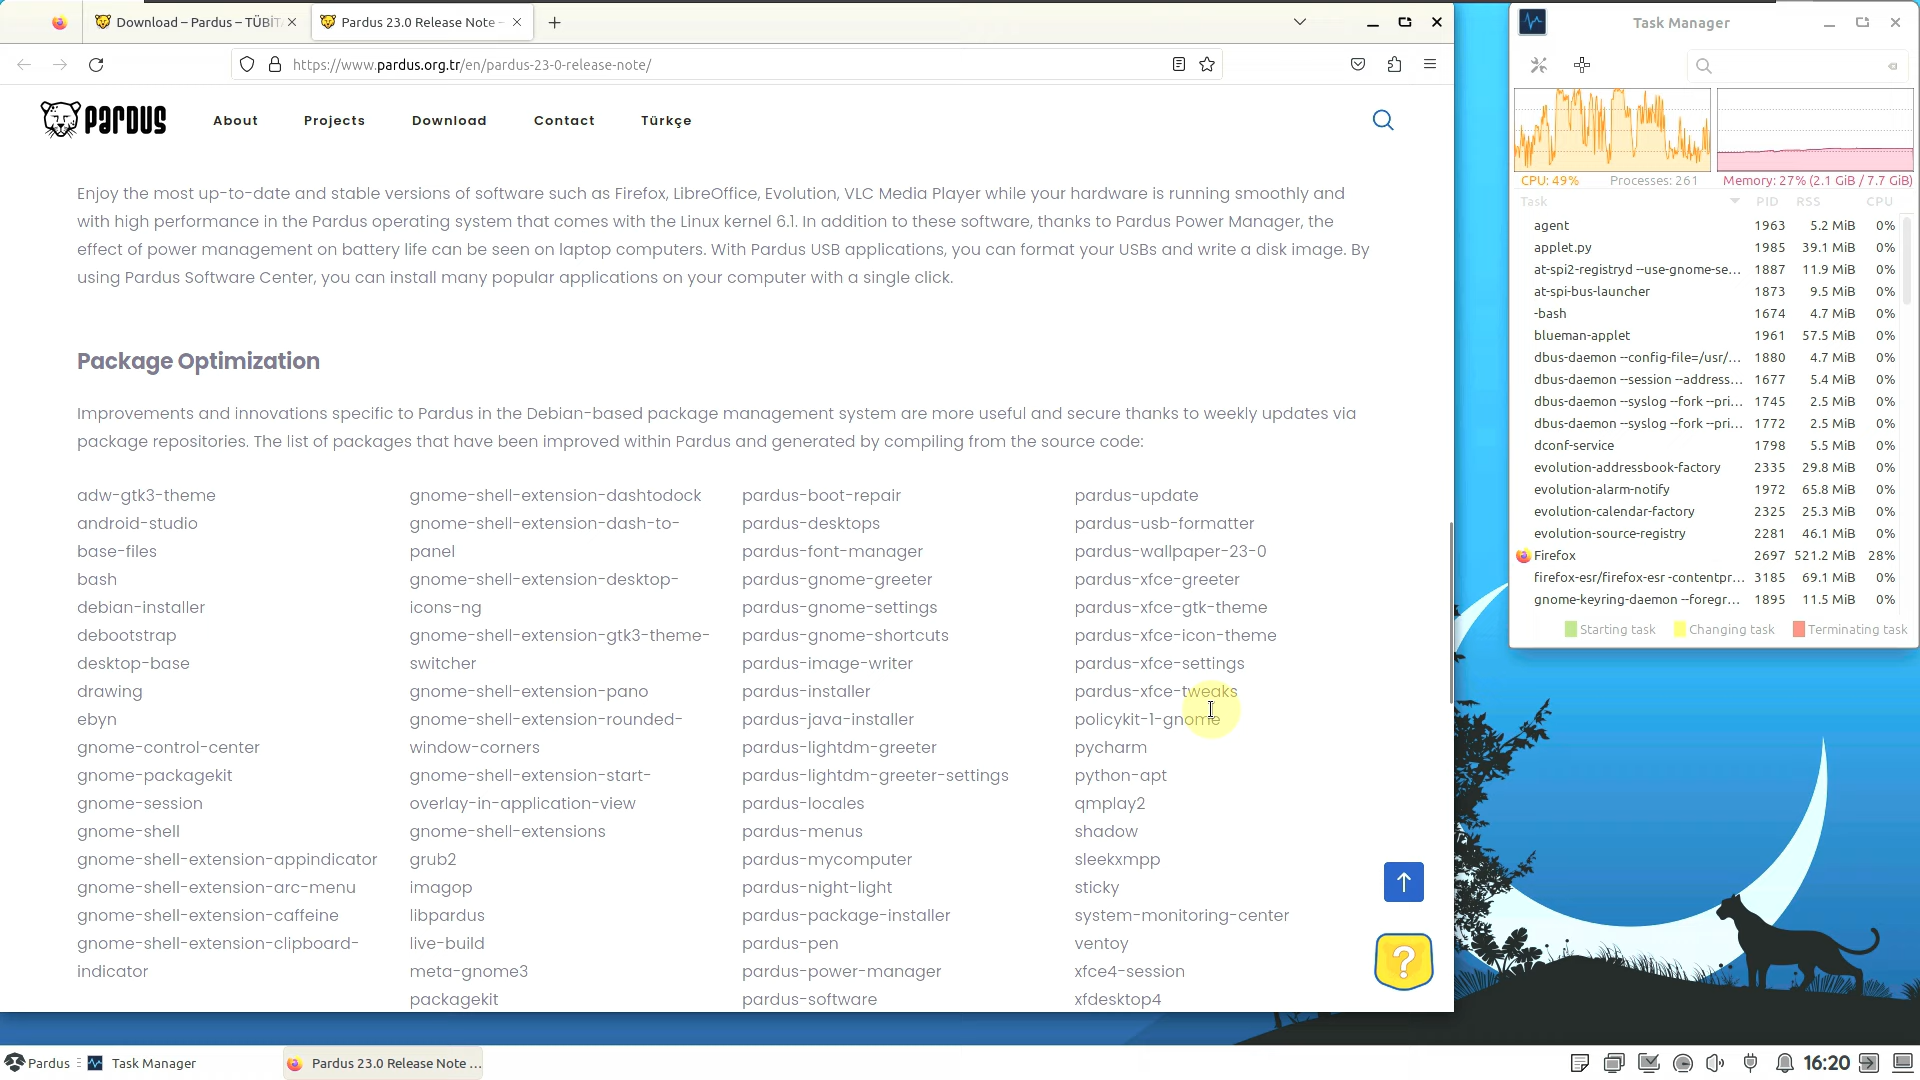 Download – Pardus – TÜBİT
Pardus 23.0 Release Note –
https://www.pardus.org.tr/en/pardus-23-0-release-note/
PARDUS
About
Projects
Download
Contact
Türkçe
Enjoy the most up-to-date and stable versions of software such as Firefox, LibreOffice, Evolution, VLC Media Player while your hardware is running smoothly and
with high performance in the Pardus operating system that comes with the Linux kernel 6.1. In addition to these software, thanks to Pardus Power Manager, the
effect of power management on battery life can be seen on laptop computers. With Pardus USB applications, you can format your USBs and write a disk image. By
using Pardus Software Center, you can install many popular applications on your computer with a single click.
Package Optimization
Improvements and innovations specific to Pardus in the Debian-based package management system are more useful and secure thanks to weekly updates via
package repositories. The list of packages that have been improved within Pardus and generated by compiling from the source code:
adw-gtk3-theme
android-studio
base-files
bash
debian-installer
debootstrap
desktop-base
drawing
ebyn
gnome-control-center
gnome-packagekit
gnome-session
gnome-shell
gnome-shell-extension-appindicator
gnome-shell-extension-arc-menu
gnome-shell-extension-caffeine
gnome-shell-extension-clipboard-
indicator
gnome-shell-extension-dashtodock
gnome-shell-extension-dash-to-
panel
gnome-shell-extension-desktop-
icons-ng
gnome-shell-extension-gtk3-theme-
switcher
gnome-shell-extension-pano
gnome-shell-extension-rounded-
window-corners
gnome-shell-extension-start-
overlay-in-application-view
gnome-shell-extensions
grub2
imagop
libpardus
live-build
meta-gnome3
packagekit
pardus-boot-repair
pardus-desktops
pardus-font-manager
pardus-gnome-greeter
pardus-gnome-settings
pardus-gnome-shortcuts
pardus-image-writer
pardus-installer
pardus-java-installer
pardus-lightdm-greeter
pardus-lightdm-greeter-settings
pardus-locales
pardus-menus
pardus-mycomputer
pardus-night-light
pardus-package-installer
pardus-pen
pardus-power-manager
pardus-software
pardus-update
pardus-usb-formatter
pardus-wallpaper-23-0
pardus-xfce-greeter
pardus-xfce-gtk-theme
pardus-xfce-icon-theme
pardus-xfce-settings
pardus-xfce-tweaks
policykit-1-gnome
pycharm
python-apt
qmplay2
shadow
sleekxmpp
sticky
system-monitoring-center
ventoy
xfce4-session
xfdesktop4
?
Task Manager
CPU: 49% Processes: 261 Memory: 27% (2.1 GiB / 7.7 GiB)
Task PID RSS CPU
agent 1963 5.2 MiB 0%
applet.py 1985 39.1 MiB 0%
at-spi2-registryd --use-gnome-se... 1887 11.9 MiB 0%
at-spi-bus-launcher 1873 9.5 MiB 0%
-bash 1674 4.7 MiB 0%
blueman-applet 1961 57.5 MiB 0%
dbus-daemon --config-file=/usr/... 1880 4.7 MiB 0%
dbus-daemon --session --address... 1677 5.4 MiB 0%
dbus-daemon --syslog --fork --pri... 1745 2.5 MiB 0%
dbus-daemon --syslog --fork --pri... 1772 2.5 MiB 0%
dconf-service 1798 5.5 MiB 0%
evolution-addressbook-factory 2335 29.8 MiB 0%
evolution-alarm-notify 1972 65.8 MiB 0%
evolution-calendar-factory 2325 25.3 MiB 0%
evolution-source-registry 2281 46.1 MiB 0%
Firefox 2697 521.2 MiB 28%
firefox-esr/firefox-esr -contentpr... 3185 69.1 MiB 0%
gnome-keyring-daemon --foregr... 1895 11.5 MiB 0%
Starting task Changing task Terminating task
Pardus
Task Manager
Pardus 23.0 Release Note ...
16:20